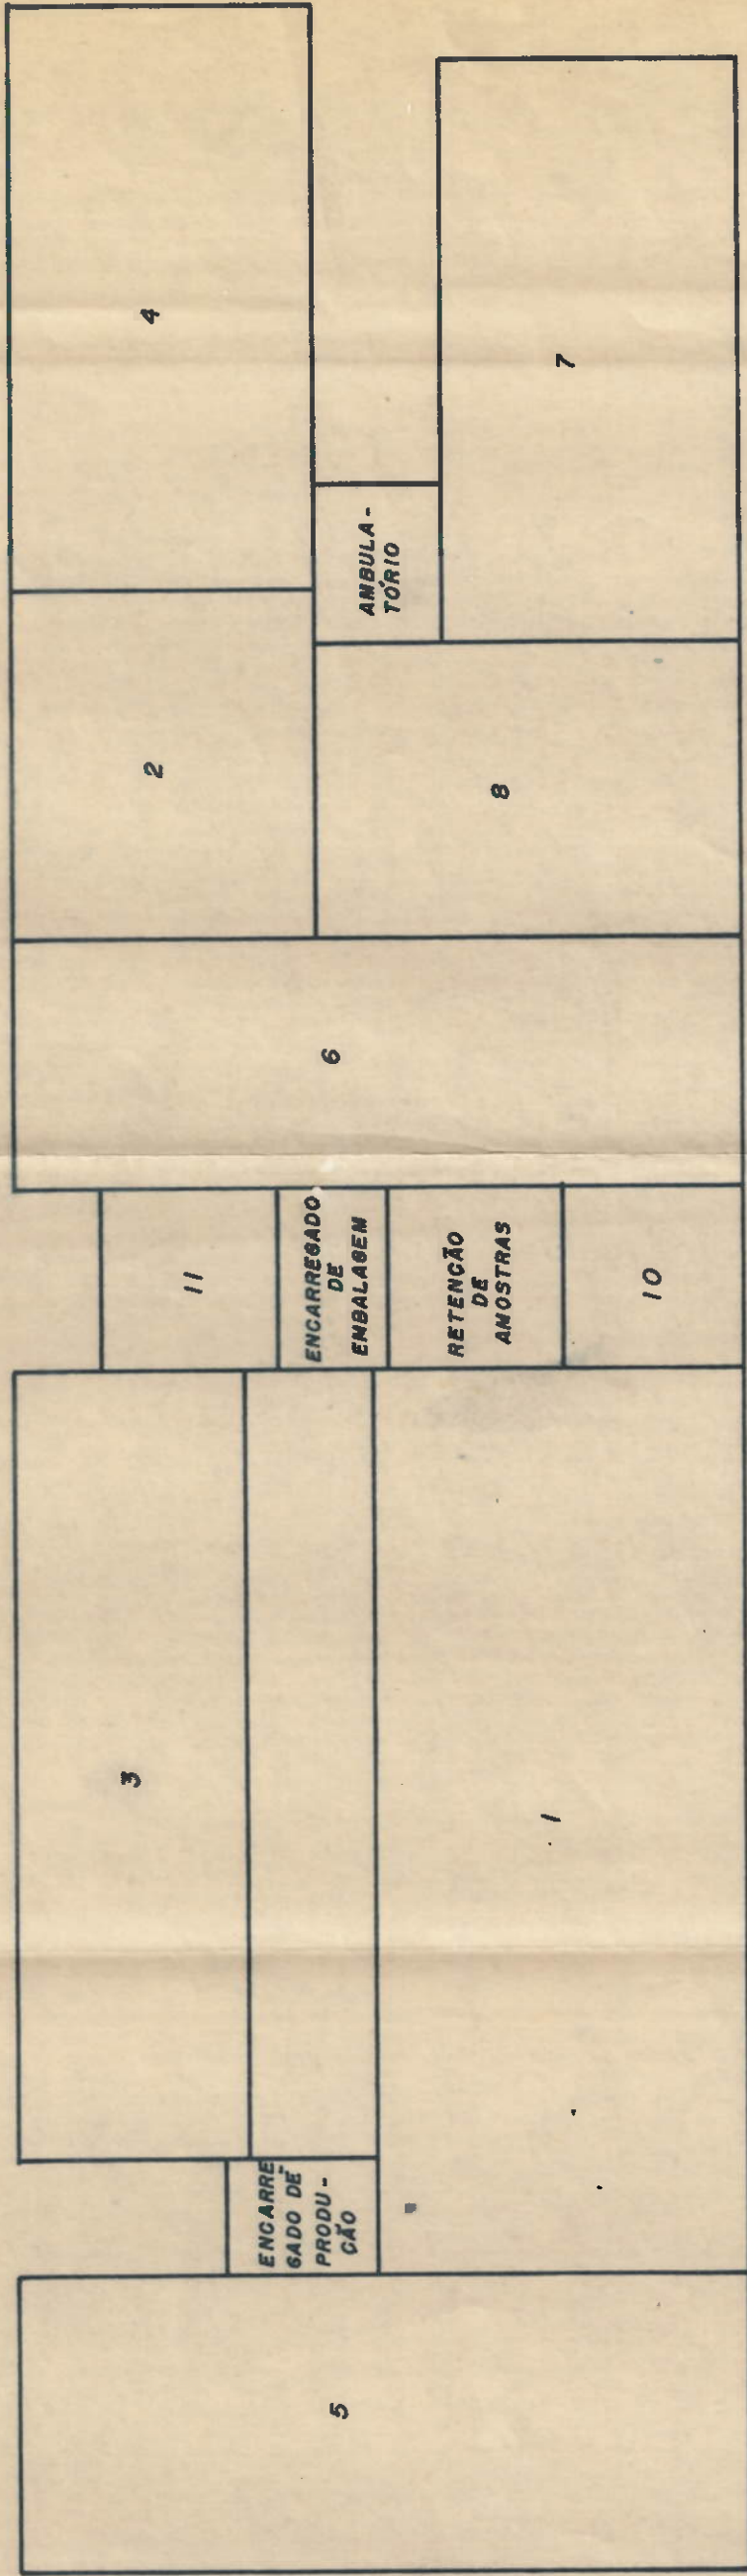 5
ENCARRE
GADO DE
PRODU-
ÇÃO
3
1
11
ENCARREGADO
DE
EMBALAGEM
RETENÇÃO
DE
AMOSTRAS
10
6
2
8
AMBULA-
TÓRIO
4
7